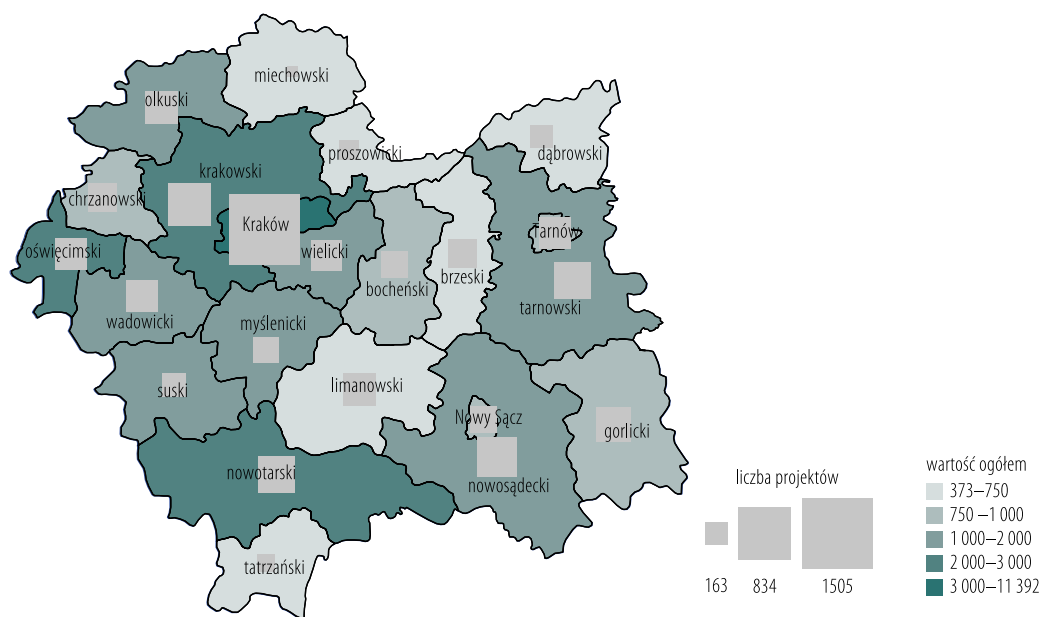 miechowski
olkuski
proszowicki
dąbrowski
krakowski
chrzanowski
Kraków
Tarnów
oświęcimski
wielicki
brzeski
bocheński
tarnowski
wadowicki
myślenicki
limanowski
suski
Nowy Sącz
gorlicki
nowotarski
nowosądecki
tatrzański
liczba projektów
163 834 1505
wartość ogółem
373–750
750 –1 000
1 000–2 000
2 000–3 000
3 000–11 392